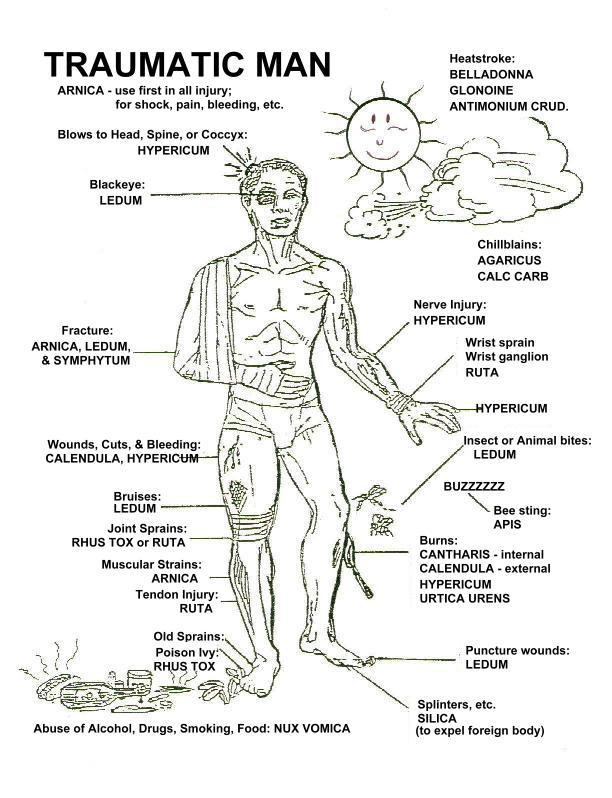 TRAUMATIC MAN
ARNICA - use first in all injury;
for shock, pain, bleeding, etc.
Heatstroke:
BELLADONNA
GLONOINE
ANTIMONIUM CRUD.
Blows to Head, Spine, or Coccyx:
HYPERICUM
Blackeye:
LEDUM
Chillblains:
AGARICUS
CALC CARB
Nerve Injury:
HYPERICUM
Fracture:
ARNICA, LEDUM,
& SYMPHYTUM
Wrist sprain
Wrist ganglion
RUTA
HYPERICUM
Wounds, Cuts, & Bleeding:
CALENDULA, HYPERICUM
Insect or Animal bites:
LEDUM
BUZZZZZZ
Bee sting:
APIS
Bruises:
LEDUM
Joint Sprains:
RHUS TOX or RUTA
Burns:
CANTHARIS - internal
CALENDULA - external
HYPERICUM
URTICA URENS
Muscular Strains:
ARNICA
Tendon Injury:
RUTA
Old Sprains:
Poison Ivy:
RHUS TOX
Puncture wounds:
LEDUM
Splinters, etc.
SILICA
(to expel foreign body)
Abuse of Alcohol, Drugs, Smoking, Food: NUX VOMICA